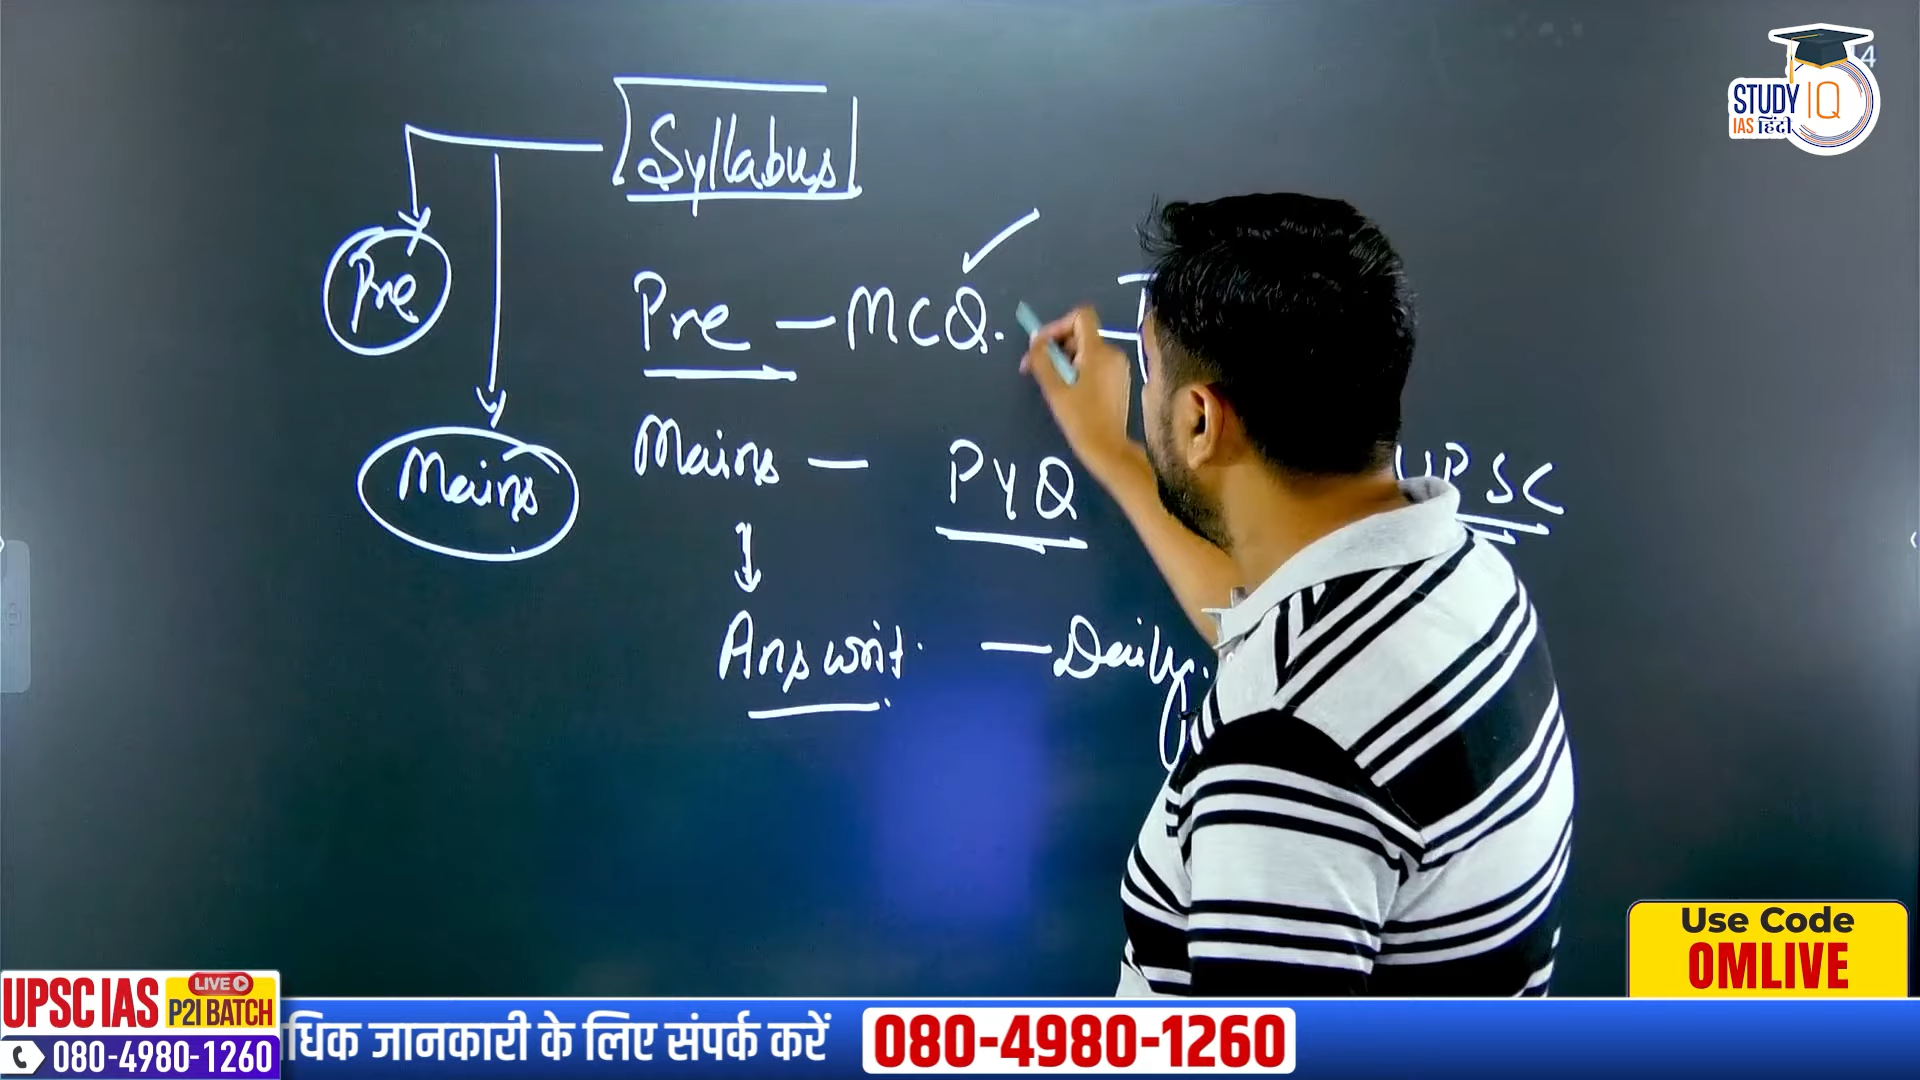 Syllabus
Pre
Pre — MCQ.
Mains
Mains — PYQ UPSC
Ans writ. — Daily.
4
STUDY IQ
IAS हिंदी
Use Code
OMLIVE
UPSC IAS LIVE
P2I BATCH
080-4980-1260
धिक जानकारी के लिए संपर्क करें 080-4980-1260